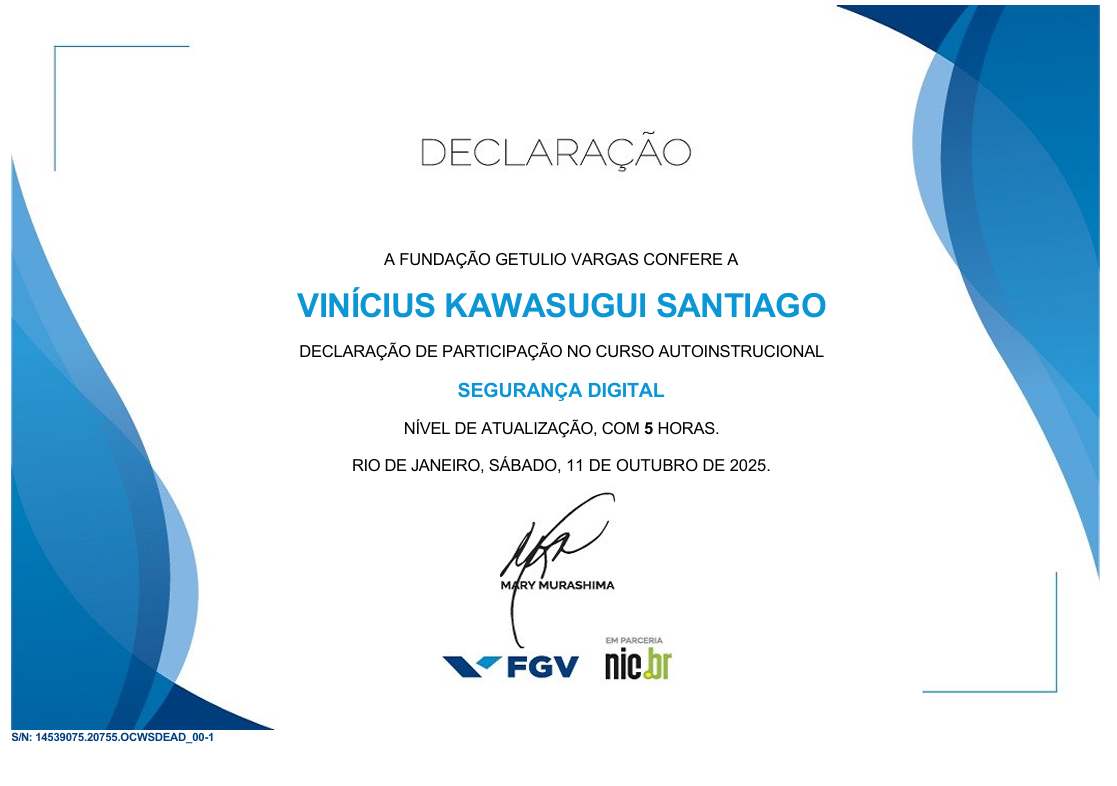 DECLARAÇÃO
A FUNDAÇÃO GETULIO VARGAS CONFERE A
VINÍCIUS KAWASUGUI SANTIAGO
DECLARAÇÃO DE PARTICIPAÇÃO NO CURSO AUTOINSTRUCIONAL
SEGURANÇA DIGITAL
NÍVEL DE ATUALIZAÇÃO, COM 5 HORAS.
RIO DE JANEIRO, SÁBADO, 11 DE OUTUBRO DE 2025.
MARY MURASHIMA
EM PARCERIA
FGV nic.br
S/N: 14539075.20755.OCWSDEAD_00-1